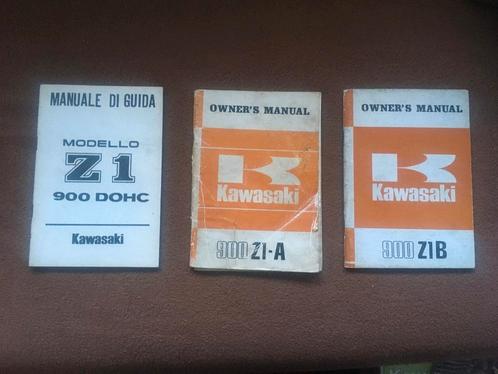 MANUALE DI GUIDA
MODELLO
Z1
900 DOHC
Kawasaki
OWNER'S MANUAL
Kawasaki
900 Z1-A
OWNER'S MANUAL
Kawasaki
900 Z1B